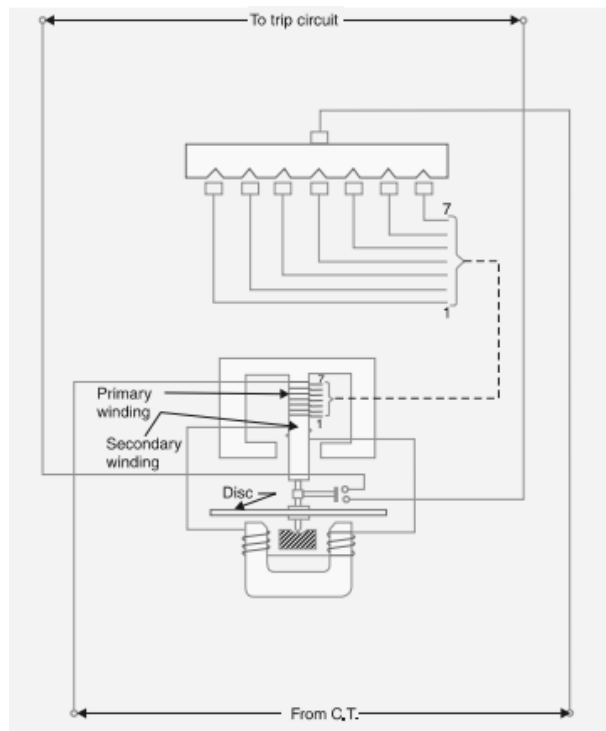 To trip circuit
7
1
7
Primary
winding
1
Secondary
winding
Disc
From C.T.